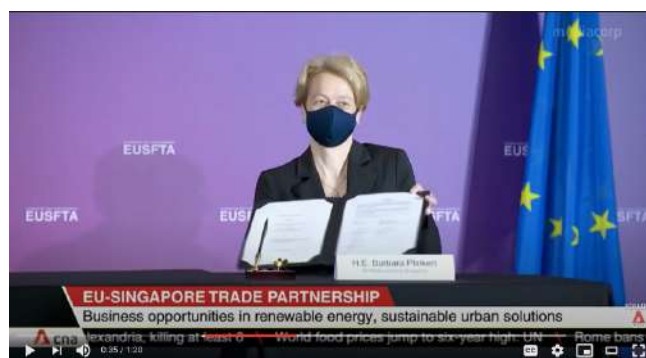 mediacorp
EUSFTA
EUS
EUSFTA
EUSF
FTA
SFTA
H.E. Barbara Plinkert
EU-SINGAPORE TRADE PARTNERSHIP
Business opportunities in renewable energy, sustainable urban solutions
cna
lexandria, killing at least 6
World food prices jump to six-year high: UN
Rome bans
0:35 / 1:20